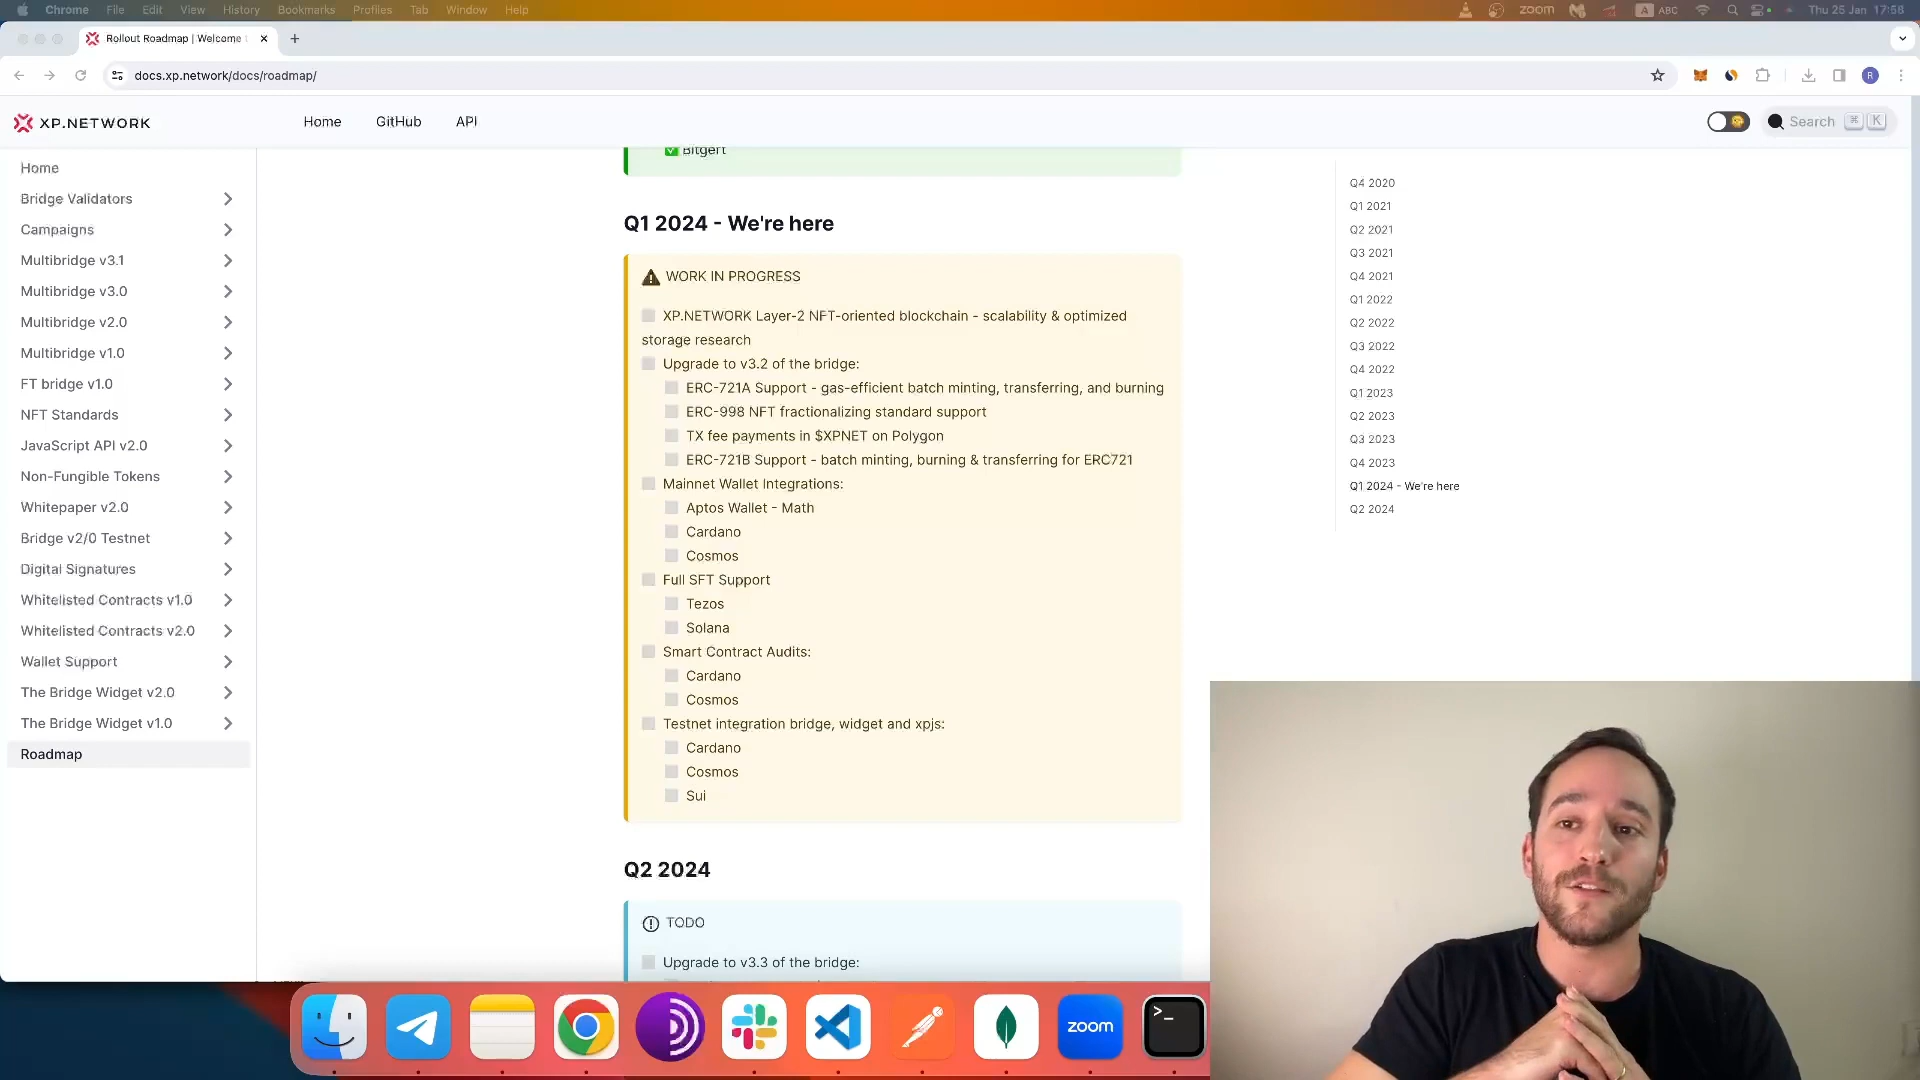 Chrome File Edit View History Bookmarks Profiles Tab Window Help
zoom A ABC Thu 25 Jan 17:58
Rollout Roadmap | Welcome
docs.xp.network/docs/roadmap/
R
XP.NETWORK
Home GitHub API
Search ⌘ K
Home
Bridge Validators
Campaigns
Multibridge v3.1
Multibridge v3.0
Multibridge v2.0
Multibridge v1.0
FT bridge v1.0
NFT Standards
JavaScript API v2.0
Non-Fungible Tokens
Whitepaper v2.0
Bridge v2/0 Testnet
Digital Signatures
Whitelisted Contracts v1.0
Whitelisted Contracts v2.0
Wallet Support
The Bridge Widget v2.0
The Bridge Widget v1.0
Roadmap
Bitgert
Q1 2024 - We're here
WORK IN PROGRESS
XP.NETWORK Layer-2 NFT-oriented blockchain - scalability & optimized
storage research
Upgrade to v3.2 of the bridge:
ERC-721A Support - gas-efficient batch minting, transferring, and burning
ERC-998 NFT fractionalizing standard support
TX fee payments in $XPNET on Polygon
ERC-721B Support - batch minting, burning & transferring for ERC721
Mainnet Wallet Integrations:
Aptos Wallet - Math
Cardano
Cosmos
Full SFT Support
Tezos
Solana
Smart Contract Audits:
Cardano
Cosmos
Testnet integration bridge, widget and xpjs:
Cardano
Cosmos
Sui
Q2 2024
TODO
Upgrade to v3.3 of the bridge:
Q4 2020
Q1 2021
Q2 2021
Q3 2021
Q4 2021
Q1 2022
Q2 2022
Q3 2022
Q4 2022
Q1 2023
Q2 2023
Q3 2023
Q4 2023
Q1 2024 - We're here
Q2 2024
zoom
>_